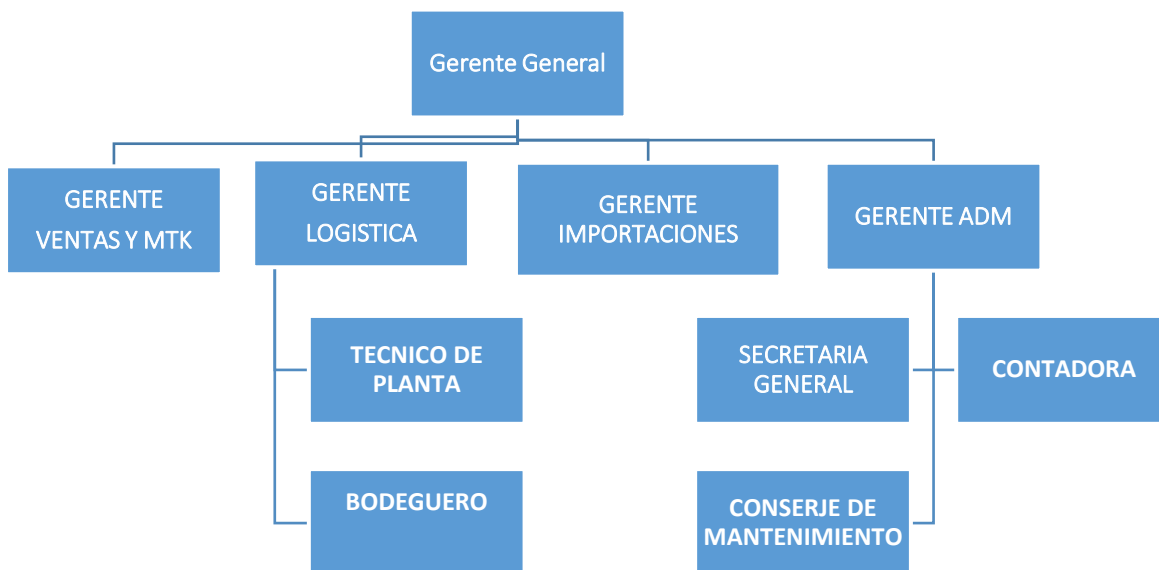 Gerente General
GERENTE
VENTAS Y MTK
GERENTE
LOGISTICA
GERENTE
IMPORTACIONES
GERENTE ADM
TECNICO DE
PLANTA
SECRETARIA
GENERAL
CONTADORA
BODEGUERO
CONSERJE DE
MANTENIMIENTO